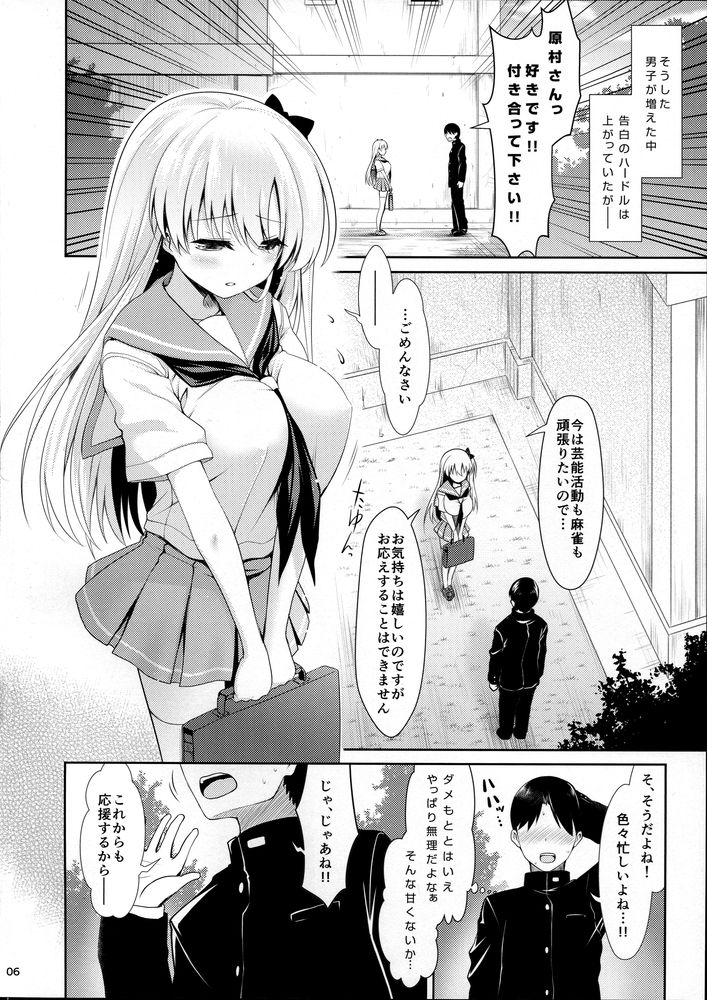 そうした
男子が増えた中
告白のハードルは
上がっていたが――
原村さんっ
好きです!!
付き合って下さい!!
――
…ごめんなさい
今は芸能活動も麻雀も
頑張りたいので…
お気持ちは嬉しいのですが
お応えすることはできません
たゆんっ
そ、そうだよね!
色々忙しいよね…!!
ダメもととはいえ
やっぱり無理だよなぁ
そんな甘くないか…
じゃ、じゃあね!!
これからも
応援するから――
06